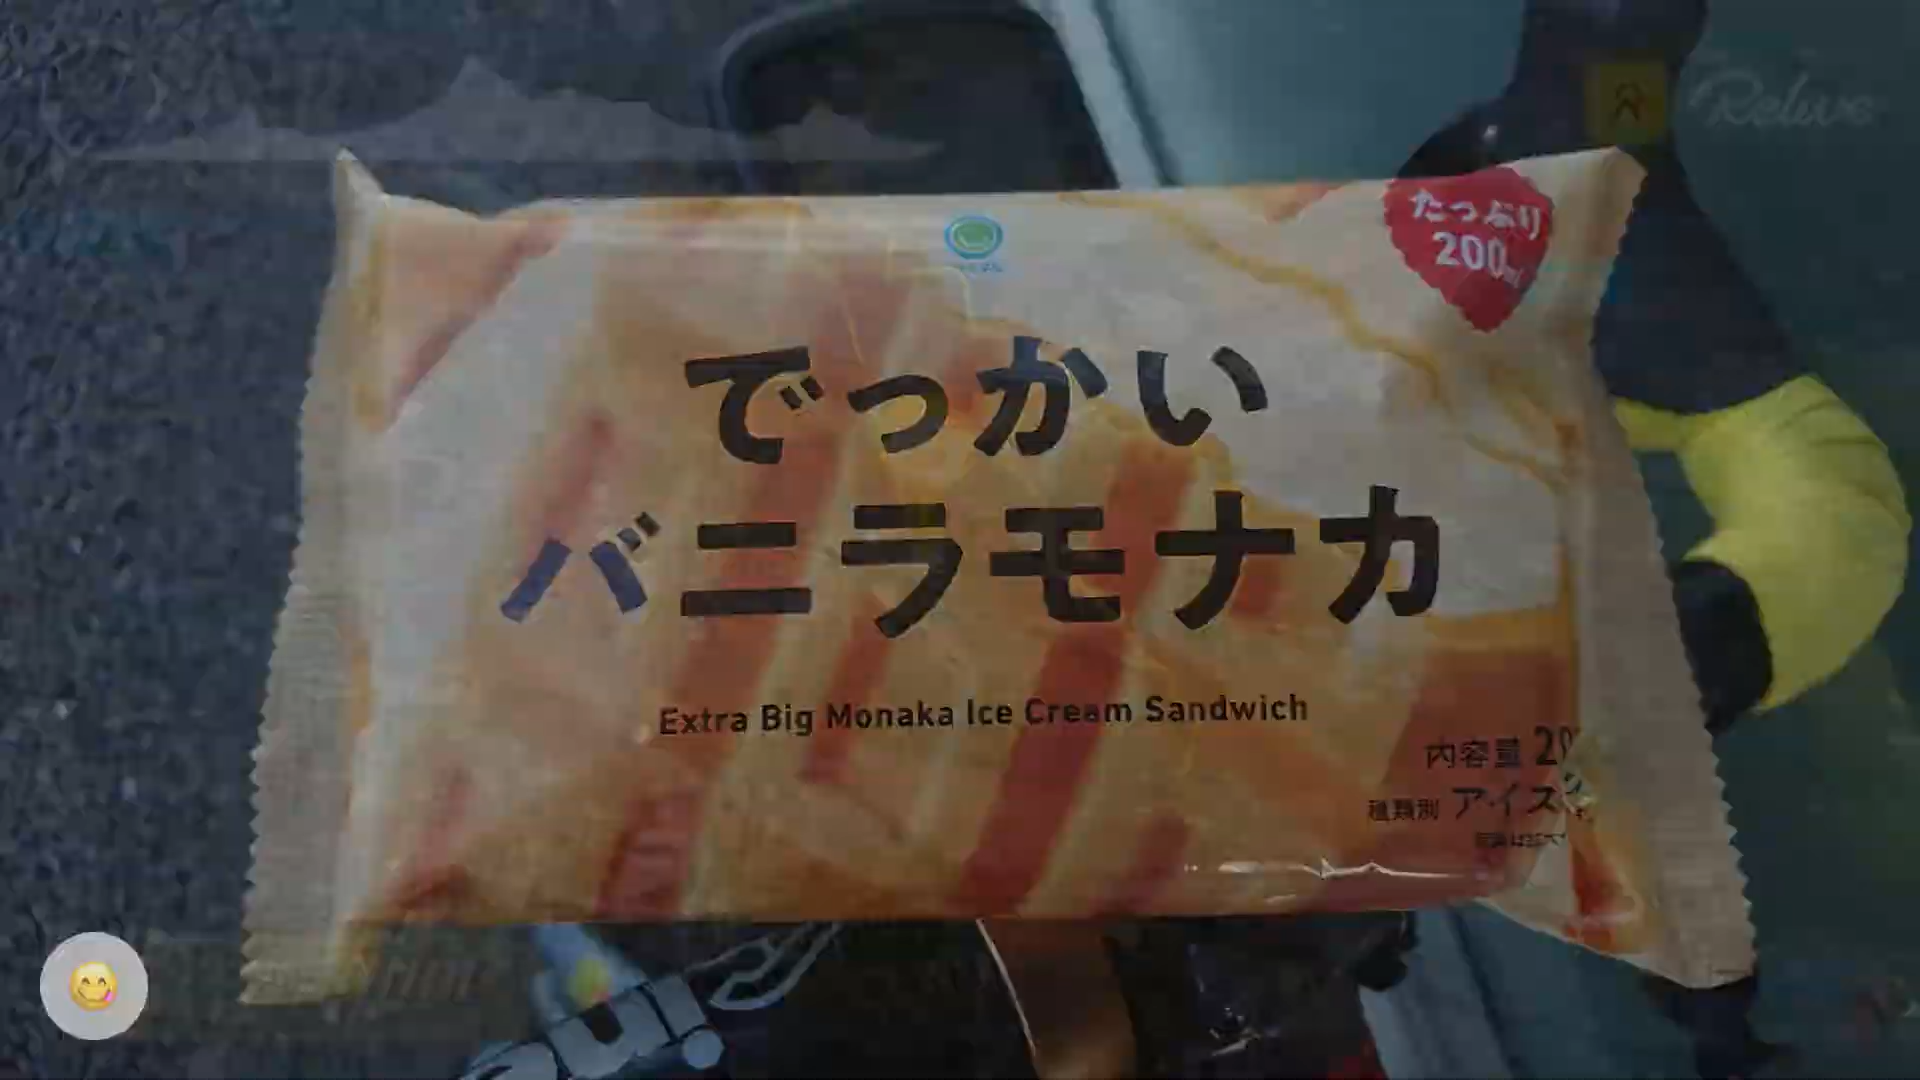 Relive
たっぷり
200ml
でっかい
バニラモナカ
Extra Big Monaka Ice Cream Sandwich
内容量 20
種類別 アイス